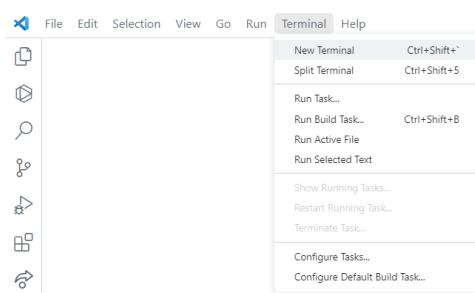 File Edit Selection View Go Run Terminal Help
New Terminal Ctrl+Shift+`
Split Terminal Ctrl+Shift+5
Run Task...
Run Build Task... Ctrl+Shift+B
Run Active File
Run Selected Text
Show Running Tasks...
Restart Running Task...
Terminate Task...
Configure Tasks...
Configure Default Build Task...